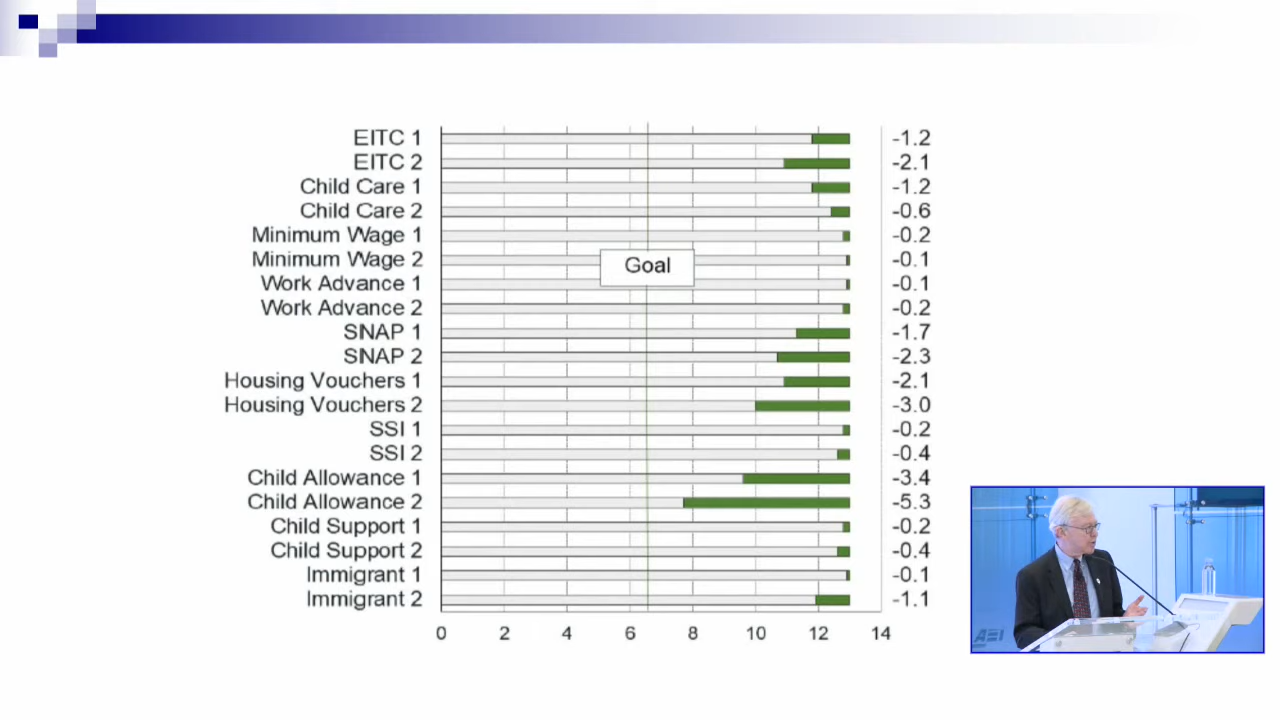 EITC 1 -1.2
EITC 2 -2.1
Child Care 1 -1.2
Child Care 2 -0.6
Minimum Wage 1 -0.2
Minimum Wage 2 -0.1
Goal
Work Advance 1 -0.1
Work Advance 2 -0.2
SNAP 1 -1.7
SNAP 2 -2.3
Housing Vouchers 1 -2.1
Housing Vouchers 2 -3.0
SSI 1 -0.2
SSI 2 -0.4
Child Allowance 1 -3.4
Child Allowance 2 -5.3
Child Support 1 -0.2
Child Support 2 -0.4
Immigrant 1 -0.1
Immigrant 2 -1.1
0 2 4 6 8 10 12 14
AEI